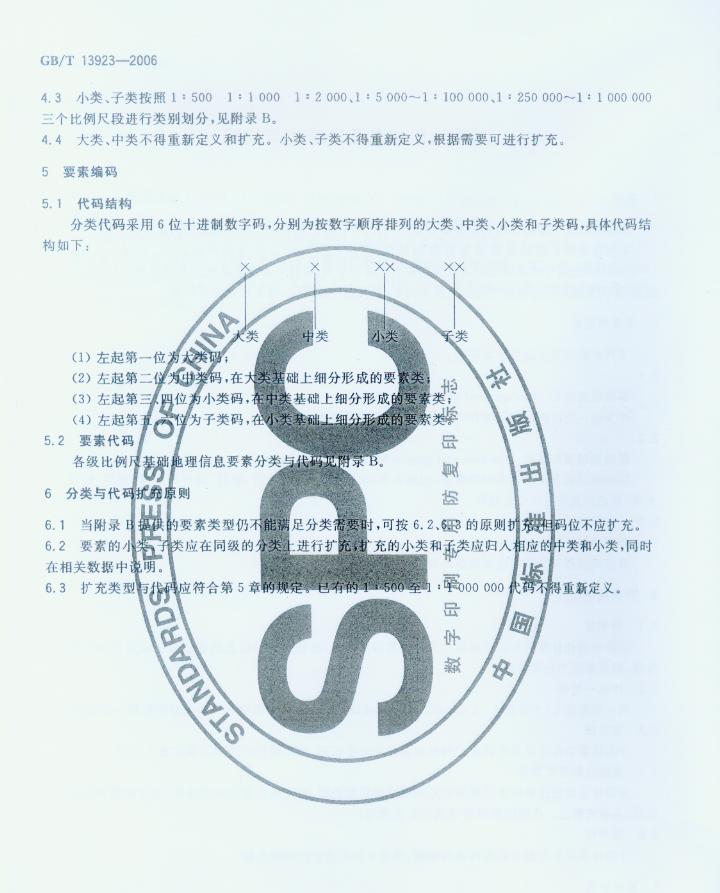 GB/T 13923—2006
4.3 小类、子类按照 1∶500 1∶1 000 1∶2 000、1∶5 000～1∶100 000、1∶250 000～1∶1 000 000
三个比例尺段进行类别划分,见附录 B。
4.4 大类、中类不得重新定义和扩充。小类、子类不得重新定义,根据需要可进行扩充。
5 要素编码
5.1 代码结构
分类代码采用 6 位十进制数字码,分别为按数字顺序排列的大类、中类、小类和子类码,具体代码结
构如下:
× × ×× ××
大类 中类 小类 子类
(1) 左起第一位为大类码;
(2) 左起第二位为中类码,在大类基础上细分形成的要素类;
(3) 左起第三、四位为小类码,在中类基础上细分形成的要素类;
(4) 左起第五、六位为子类码,在小类基础上细分形成的要素类。
5.2 要素代码
各级比例尺基础地理信息要素分类与代码见附录 B。
6 分类与代码扩充原则
6.1 当附录 B 提供的要素类型仍不能满足分类需要时,可按 6.2、6.3 的原则扩充,但码位不应扩充。
6.2 要素的小类、子类应在同级的分类上进行扩充,扩充的小类和子类应归入相应的中类和小类,同时
在相关数据中说明。
6.3 扩充类型与代码应符合第 5 章的规定。已有的 1∶500 至 1∶1 000 000 代码不得重新定义。
STANDARDS PRESS OF CHINA
SPC
数字印刷专用防复印标志
中国标准出版社